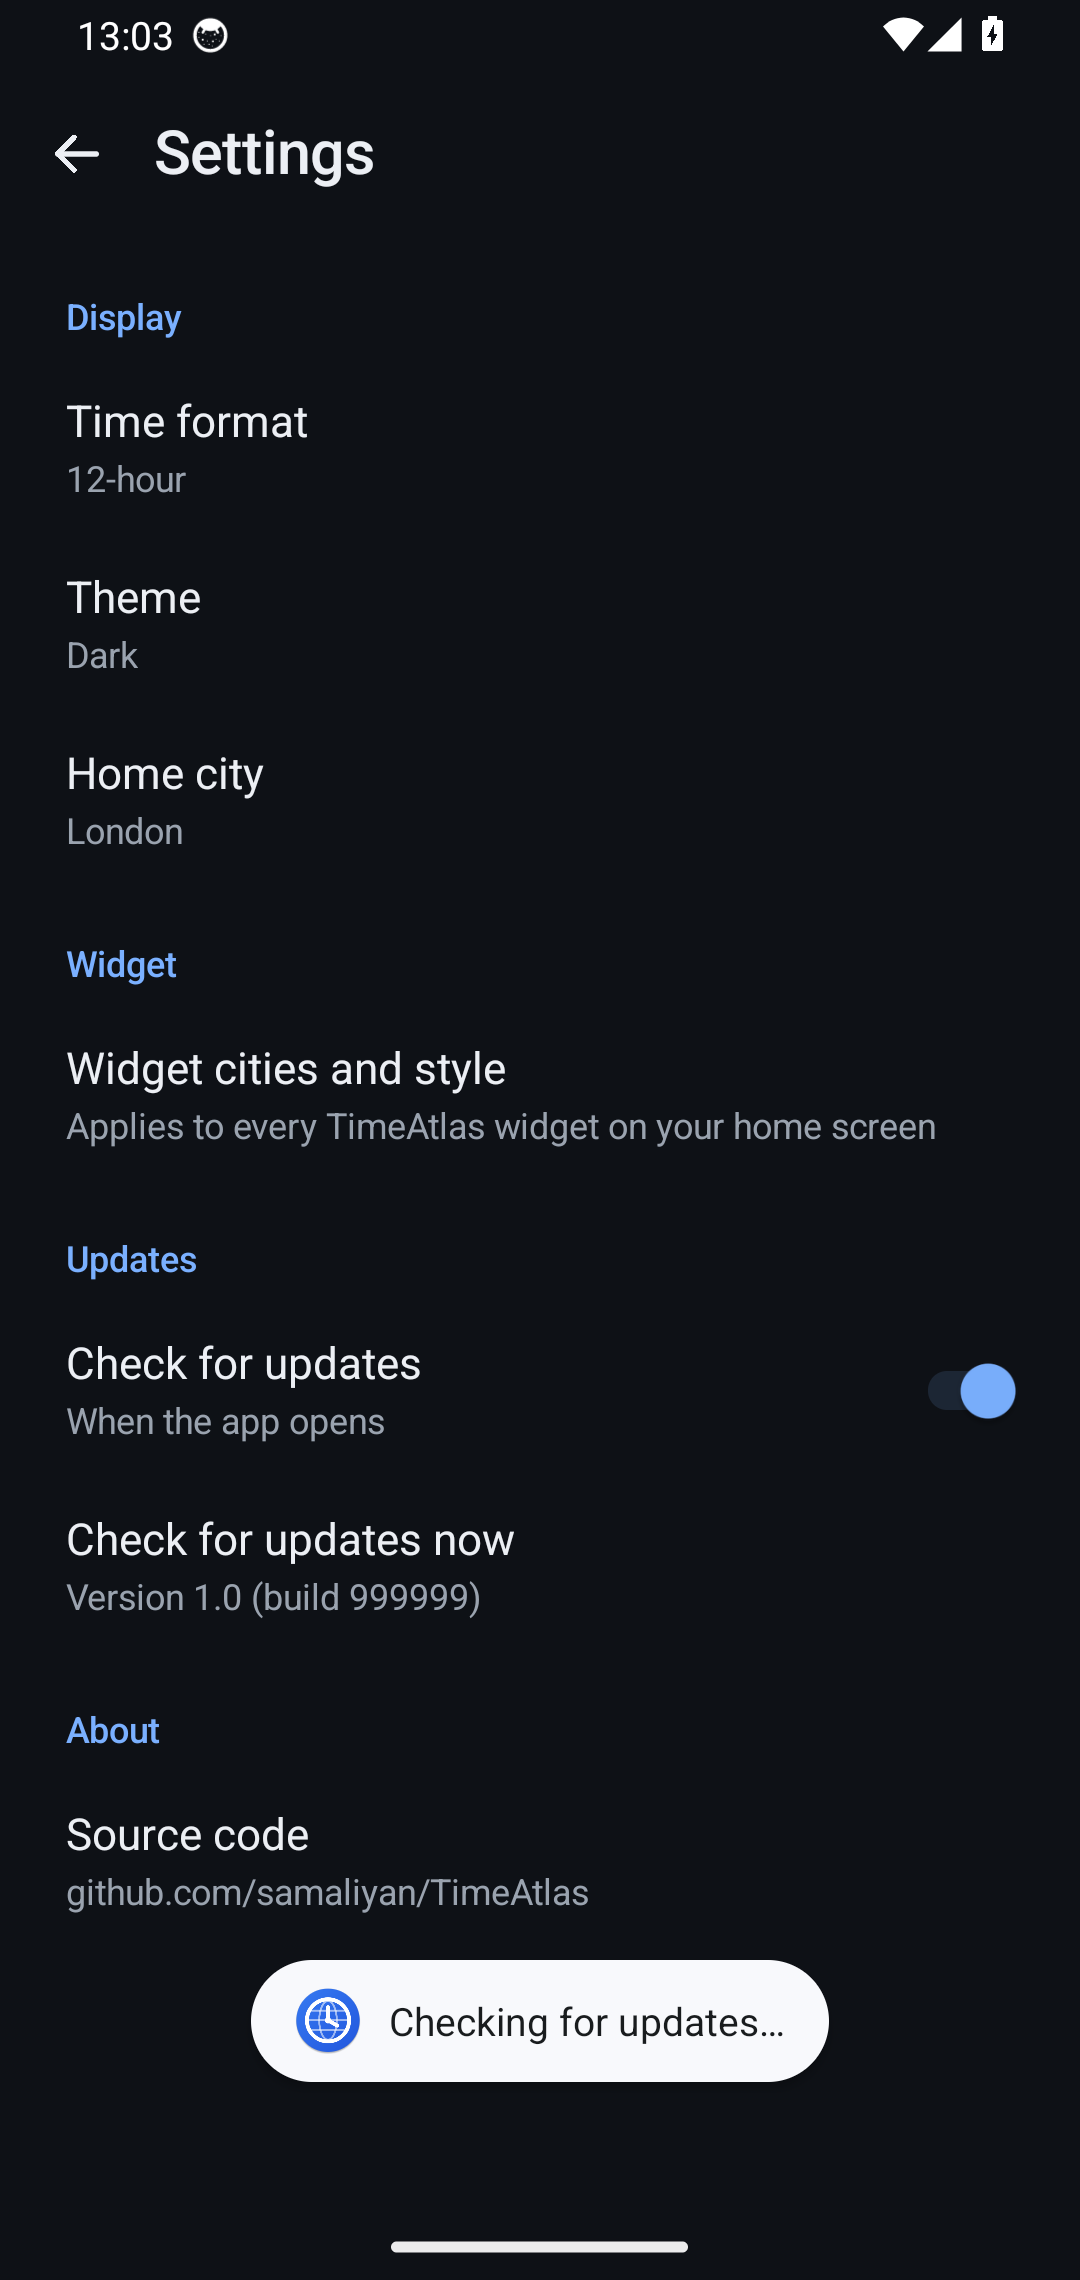 13:03
Settings
Display
Time format
12-hour
Theme
Dark
Home city
London
Widget
Widget cities and style
Applies to every TimeAtlas widget on your home screen
Updates
Check for updates
When the app opens
Check for updates now
Version 1.0 (build 999999)
About
Source code
github.com/samaliyan/TimeAtlas
Checking for updates…